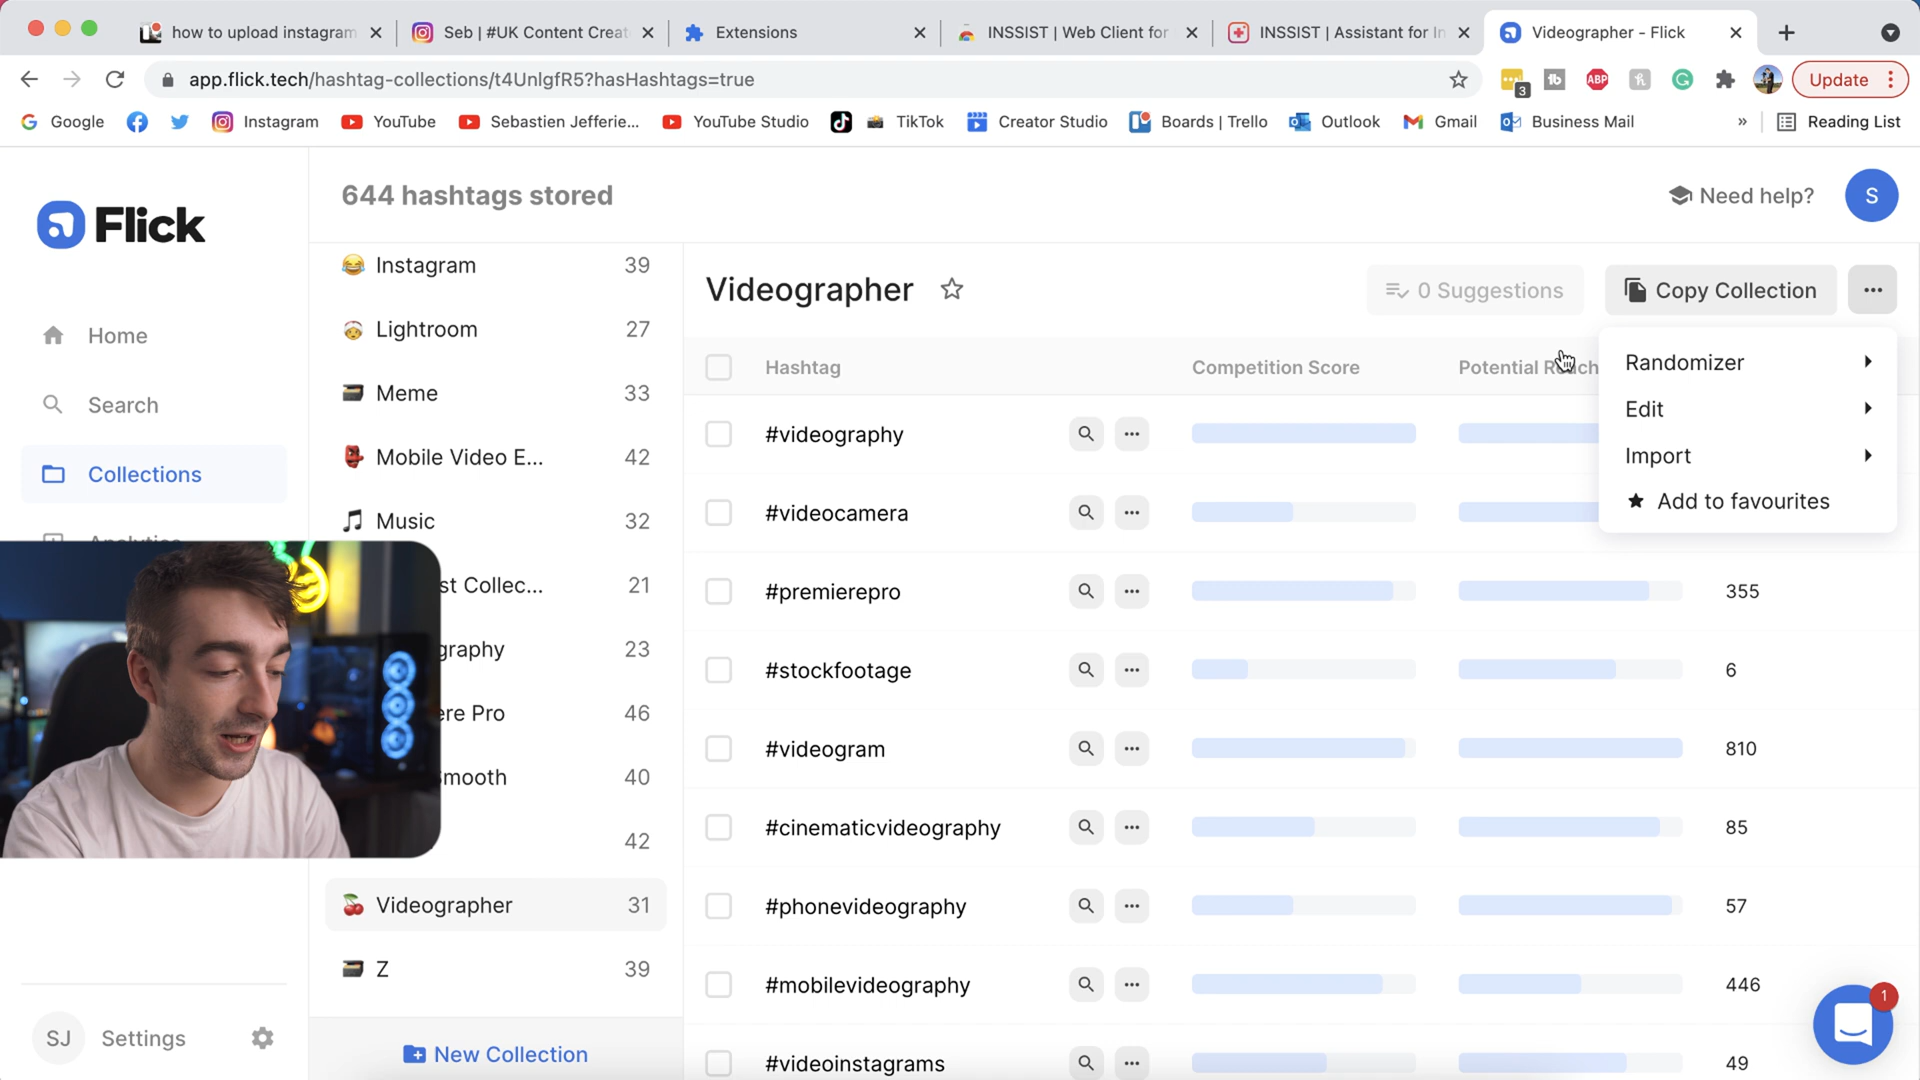 how to upload instagram
Seb | #UK Content Creat
Extensions
INSSIST | Web Client for
INSSIST | Assistant for In
Videographer - Flick
app.flick.tech/hashtag-collections/t4UnlgfR5?hasHashtags=true
3
ABP
Update
Google
Instagram
YouTube
Sebastien Jefferie...
YouTube Studio
TikTok
Creator Studio
Boards | Trello
Outlook
Gmail
Business Mail
»
Reading List
Flick
644 hashtags stored
Need help?
S
Home
Search
Collections
Analytics
Instagram 39
Lightroom 27
Meme 33
Mobile Video E... 42
Music 32
st Collec... 21
graphy 23
ere Pro 46
mooth 40
42
Videographer 31
Z 39
New Collection
SJ Settings
Videographer
0 Suggestions
Copy Collection
Randomizer
Edit
Import
Add to favourites
Hashtag Competition Score Potential Reach
#videography
#videocamera
#premierepro 355
#stockfootage 6
#videogram 810
#cinematicvideography 85
#phonevideography 57
#mobilevideography 446
#videoinstagrams 49
1